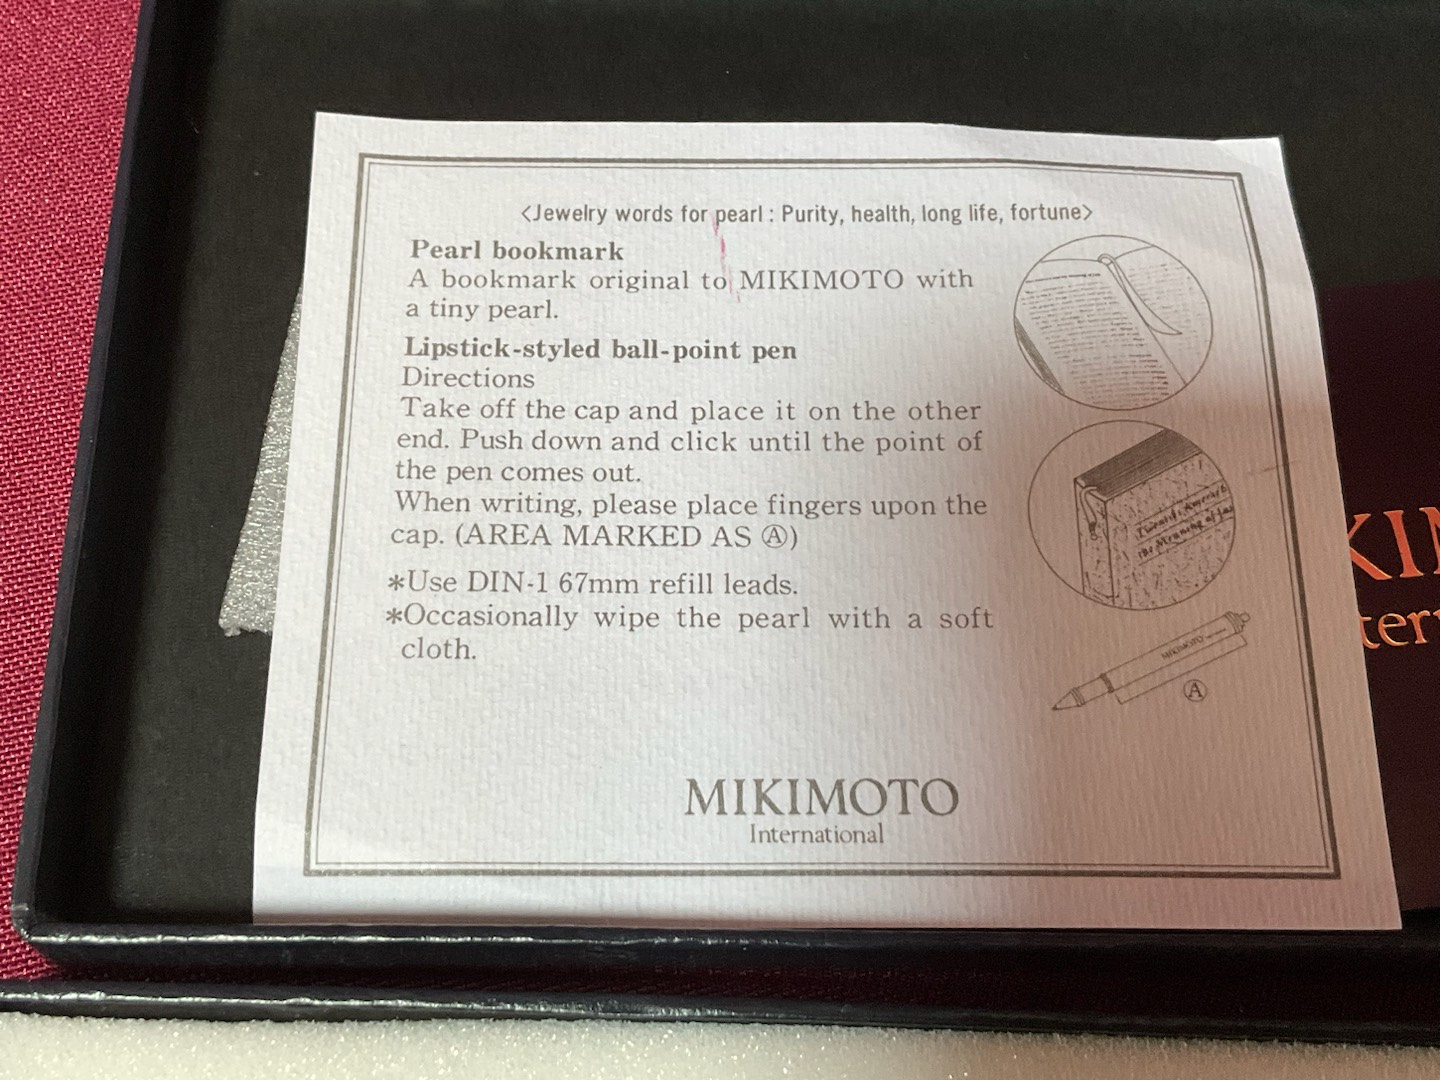 <Jewelry words for pearl : Purity, health, long life, fortune>
Pearl bookmark
A bookmark original to MIKIMOTO with
a tiny pearl.
Lipstick-styled ball-point pen
Directions
Take off the cap and place it on the other
end. Push down and click until the point of
the pen comes out.
When writing, please place fingers upon the
cap. (AREA MARKED AS Ⓐ)
*Use DIN-1 67mm refill leads.
*Occasionally wipe the pearl with a soft
cloth.
MIKIMOTO
Ⓐ
MIKIMOTO
International
KIM
ter